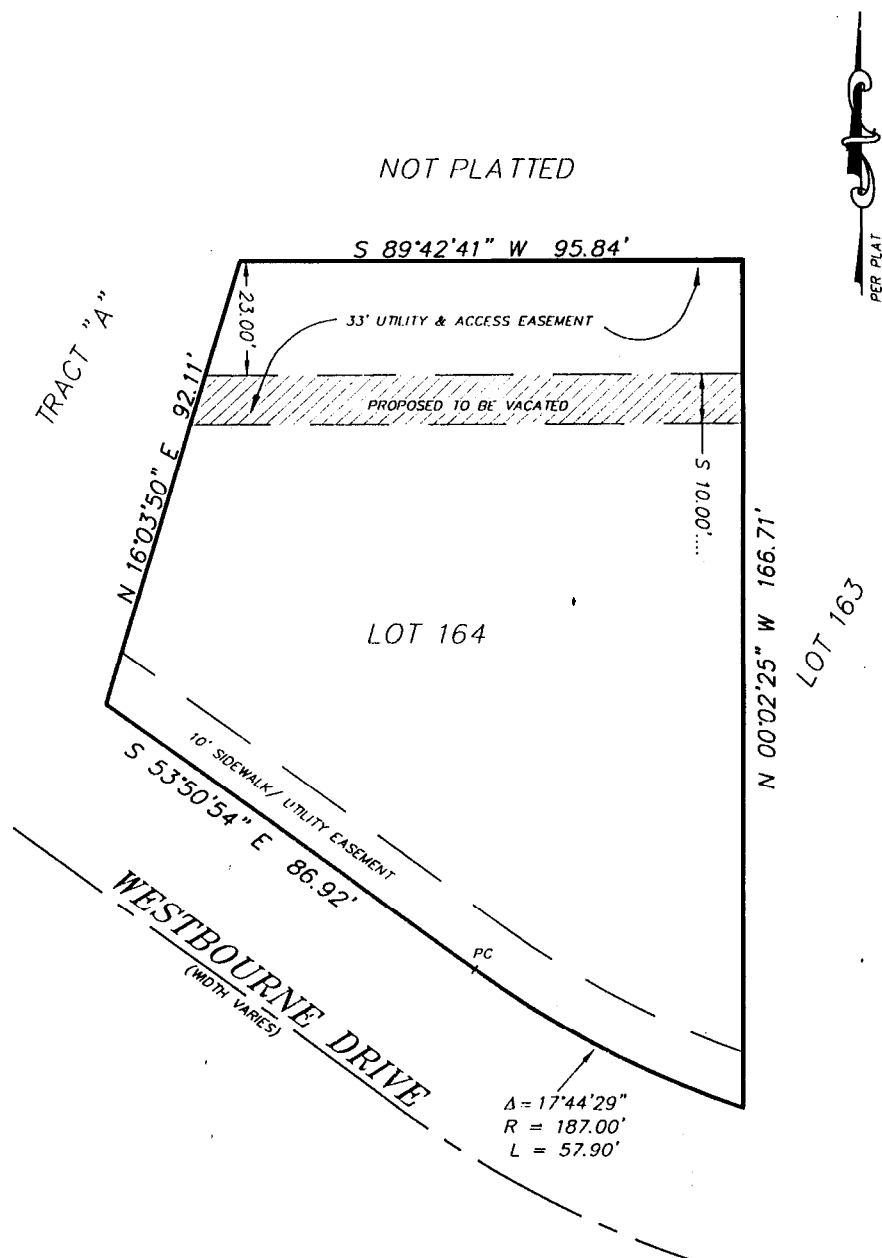 PER PLAT
NOT PLATTED
S 89°42'41" W 95.84'
TRACT "A"
23.00'
33' UTILITY & ACCESS EASEMENT
PROPOSED TO BE VACATED
S 10.00'....
N 16°03'50" E 92.11'
LOT 164
N 00°02'25" W 166.71'
LOT 163
10' SIDEWALK/ UTILITY EASEMENT
S 53°50'54" E 86.92'
PC
WESTBOURNE DRIVE
(WIDTH VARIES)
Δ = 17°44'29"
R = 187.00'
L = 57.90'